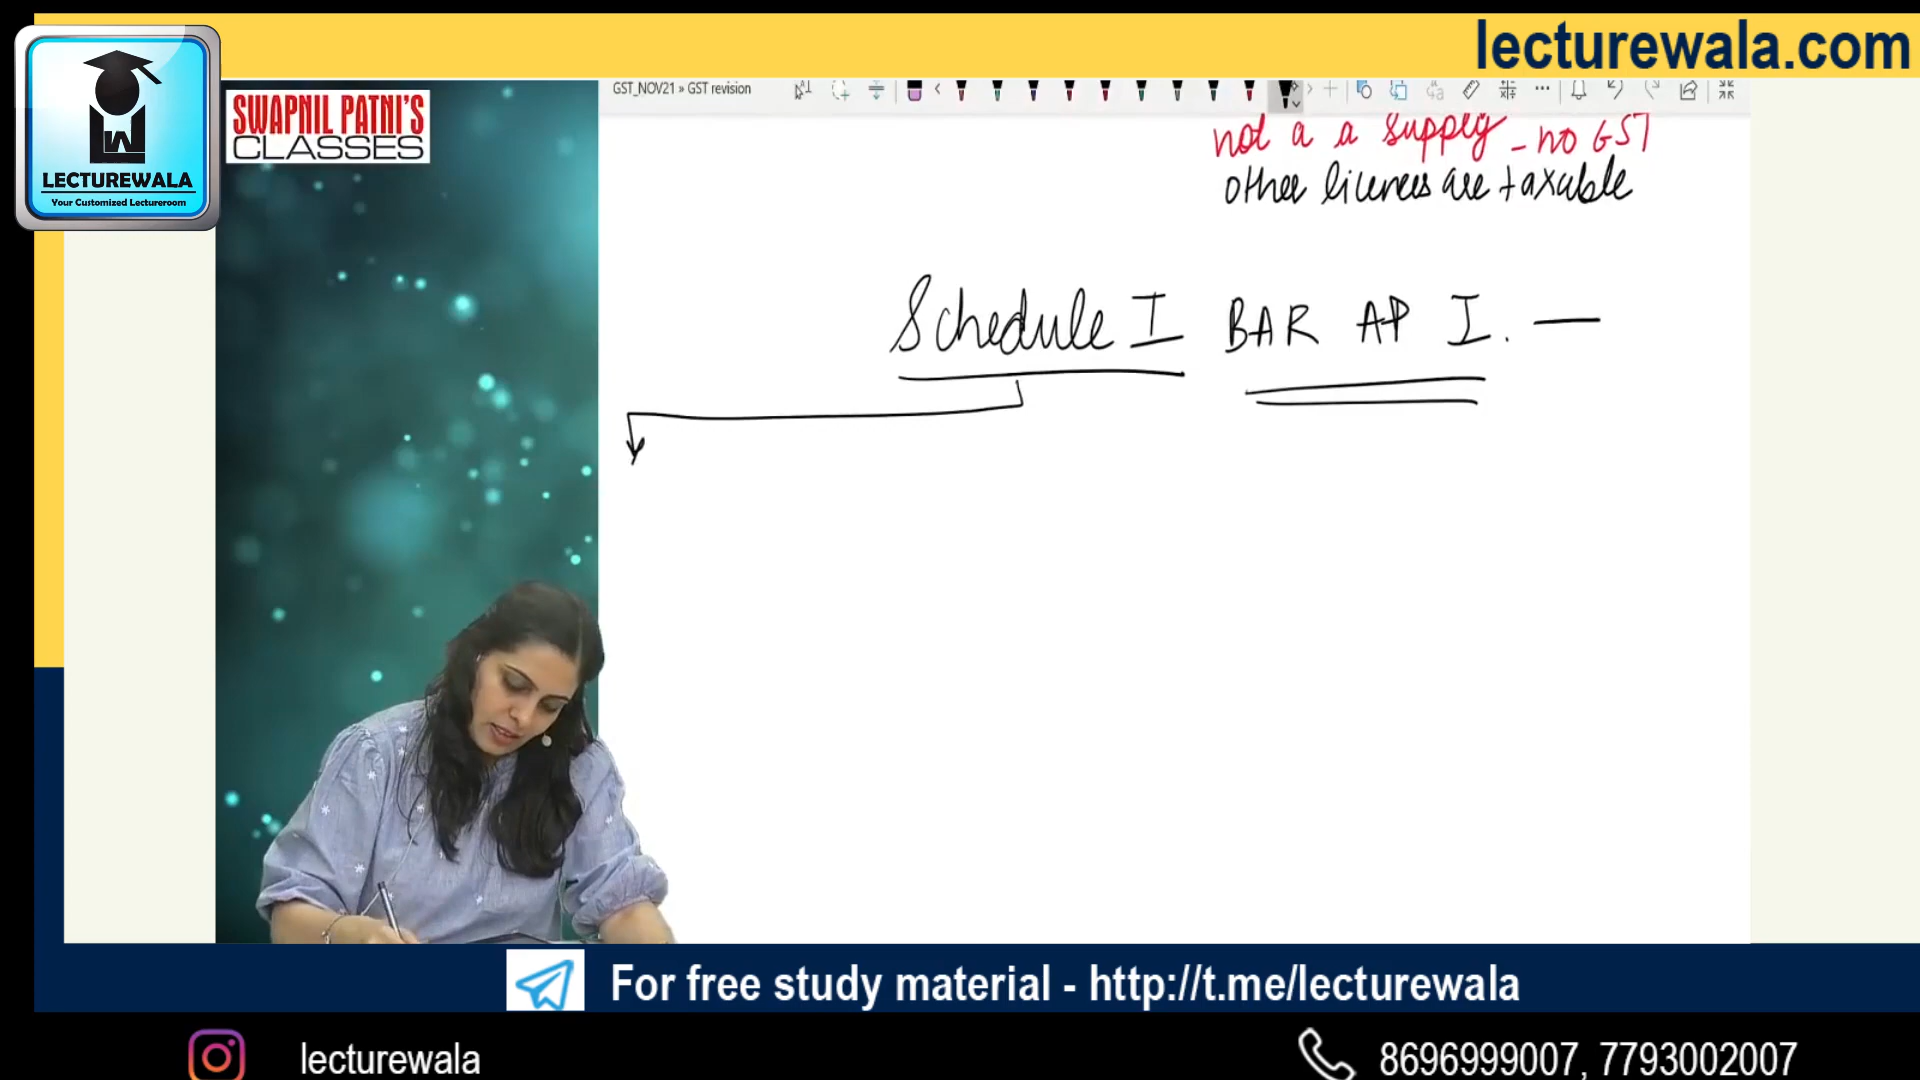 lecturewala.com
LW
LECTUREWALA
Your Customized Lectureroom
SWAPNIL PATNI'S
CLASSES
GST_NOV21 » GST revision
not a a supply - no GST
other licences are taxable
Schedule I BAR AP I. —
For free study material - http://t.me/lecturewala
lecturewala
8696999007, 7793002007